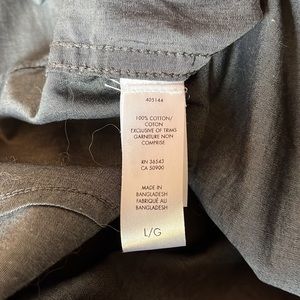 405144
100% COTTON/
COTON
EXCLUSIVE OF TRIMS
GARNITURE NON
COMPRISE
RN 36543
CA 50900
MADE IN
BANGLADESH
FABRIQUÉ AU
BANGLADESH
L/G